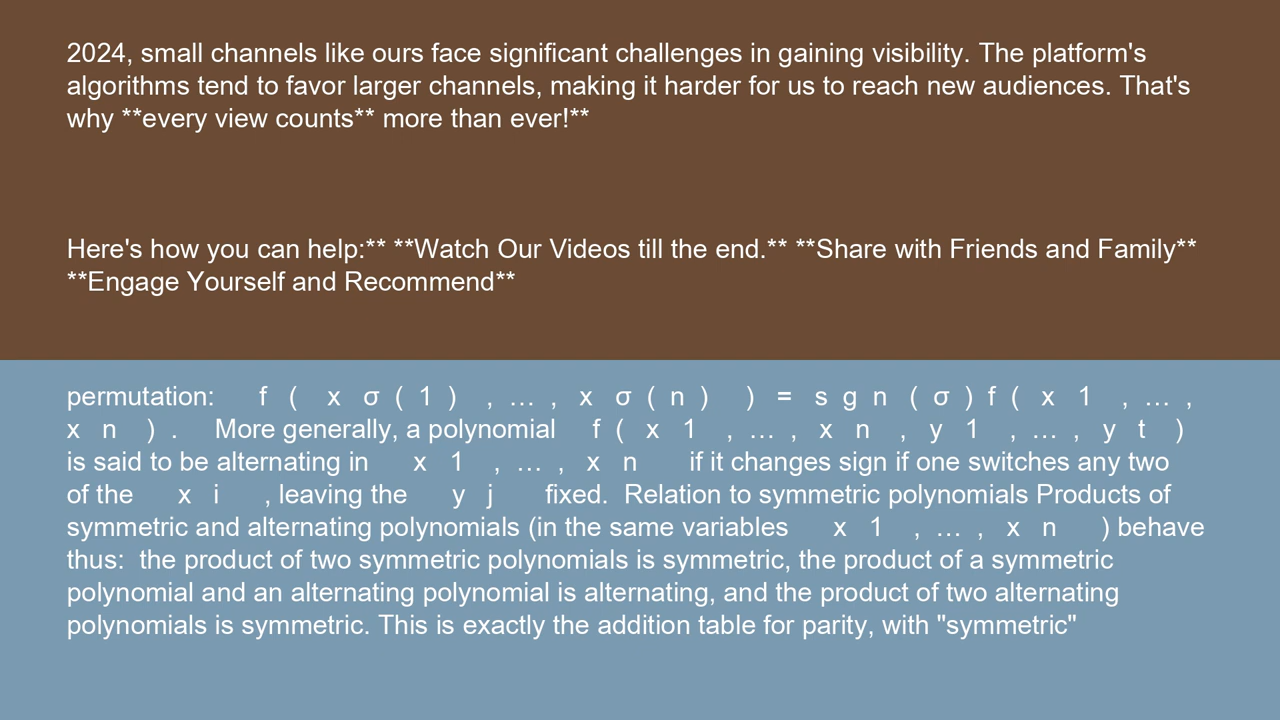 2024, small channels like ours face significant challenges in gaining visibility. The platform's
algorithms tend to favor larger channels, making it harder for us to reach new audiences. That's
why **every view counts** more than ever!**
Here's how you can help:** **Watch Our Videos till the end.** **Share with Friends and Family**
**Engage Yourself and Recommend**
permutation: f ( x σ ( 1 ) , … , x σ ( n ) ) = s g n ( σ ) f ( x 1 , … ,
x n ) . More generally, a polynomial f ( x 1 , … , x n , y 1 , … , y t )
is said to be alternating in x 1 , … , x n if it changes sign if one switches any two
of the x i , leaving the y j fixed. Relation to symmetric polynomials Products of
symmetric and alternating polynomials (in the same variables x 1 , … , x n ) behave
thus: the product of two symmetric polynomials is symmetric, the product of a symmetric
polynomial and an alternating polynomial is alternating, and the product of two alternating
polynomials is symmetric. This is exactly the addition table for parity, with "symmetric"